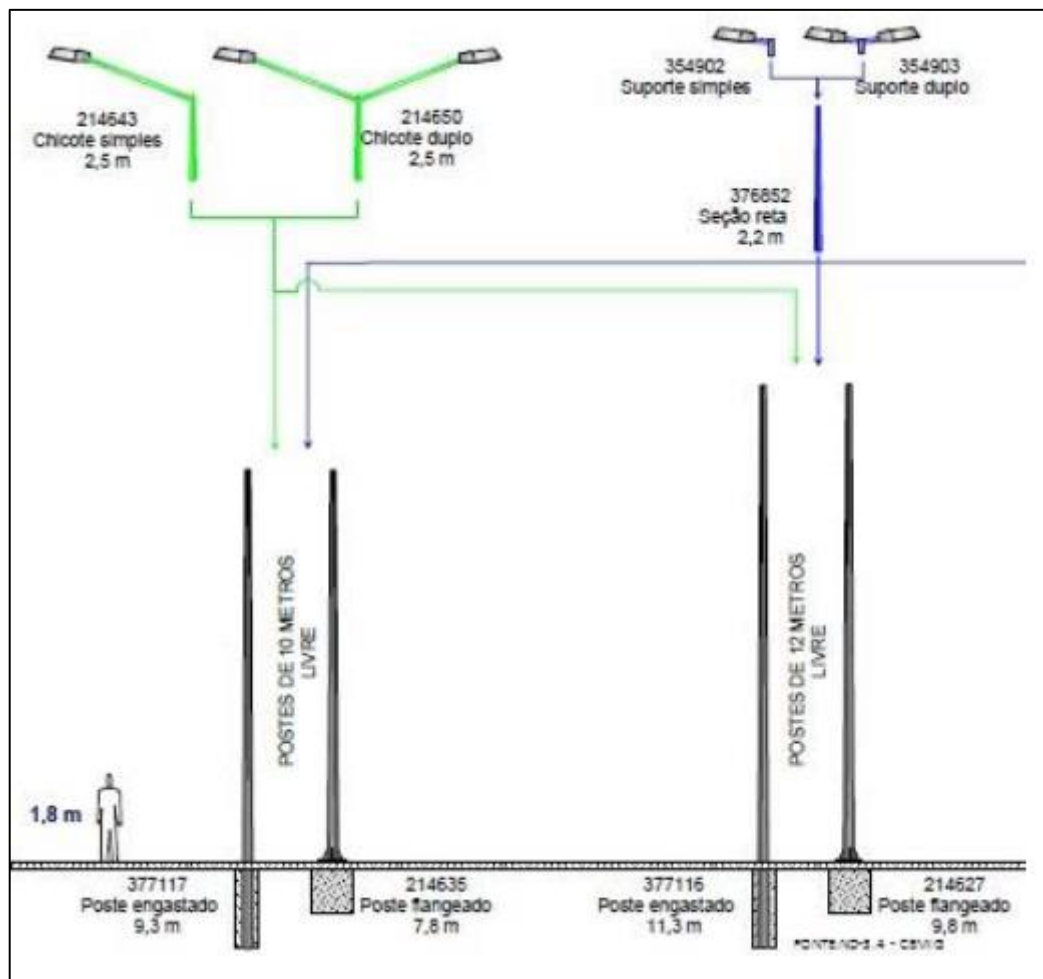 354902
Suporte simples
354903
Suporte duplo
214643
Chicote simples
2,5 m
214650
Chicote duplo
2,5 m
376852
Seção reta
2,2 m
POSTES DE 10 METROS
LIVRE
POSTES DE 12 METROS
LIVRE
1,8 m
377117
Poste engastado
9,3 m
214635
Poste flangeado
7,8 m
377116
Poste engastado
11,3 m
214627
Poste flangeado
9,8 m